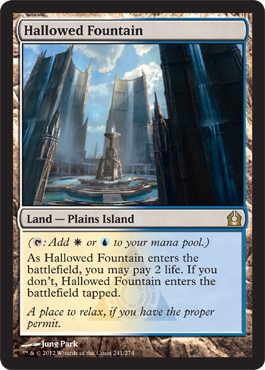 Hallowed Fountain
Land — Plains Island
(: Add or to your mana pool.)
As Hallowed Fountain enters the
battlefield, you may pay 2 life. If you
don't, Hallowed Fountain enters the
battlefield tapped.
A place to relax, if you have the proper
permit.
Jung Park
™ & © 2012 Wizards of the Coast 241/274